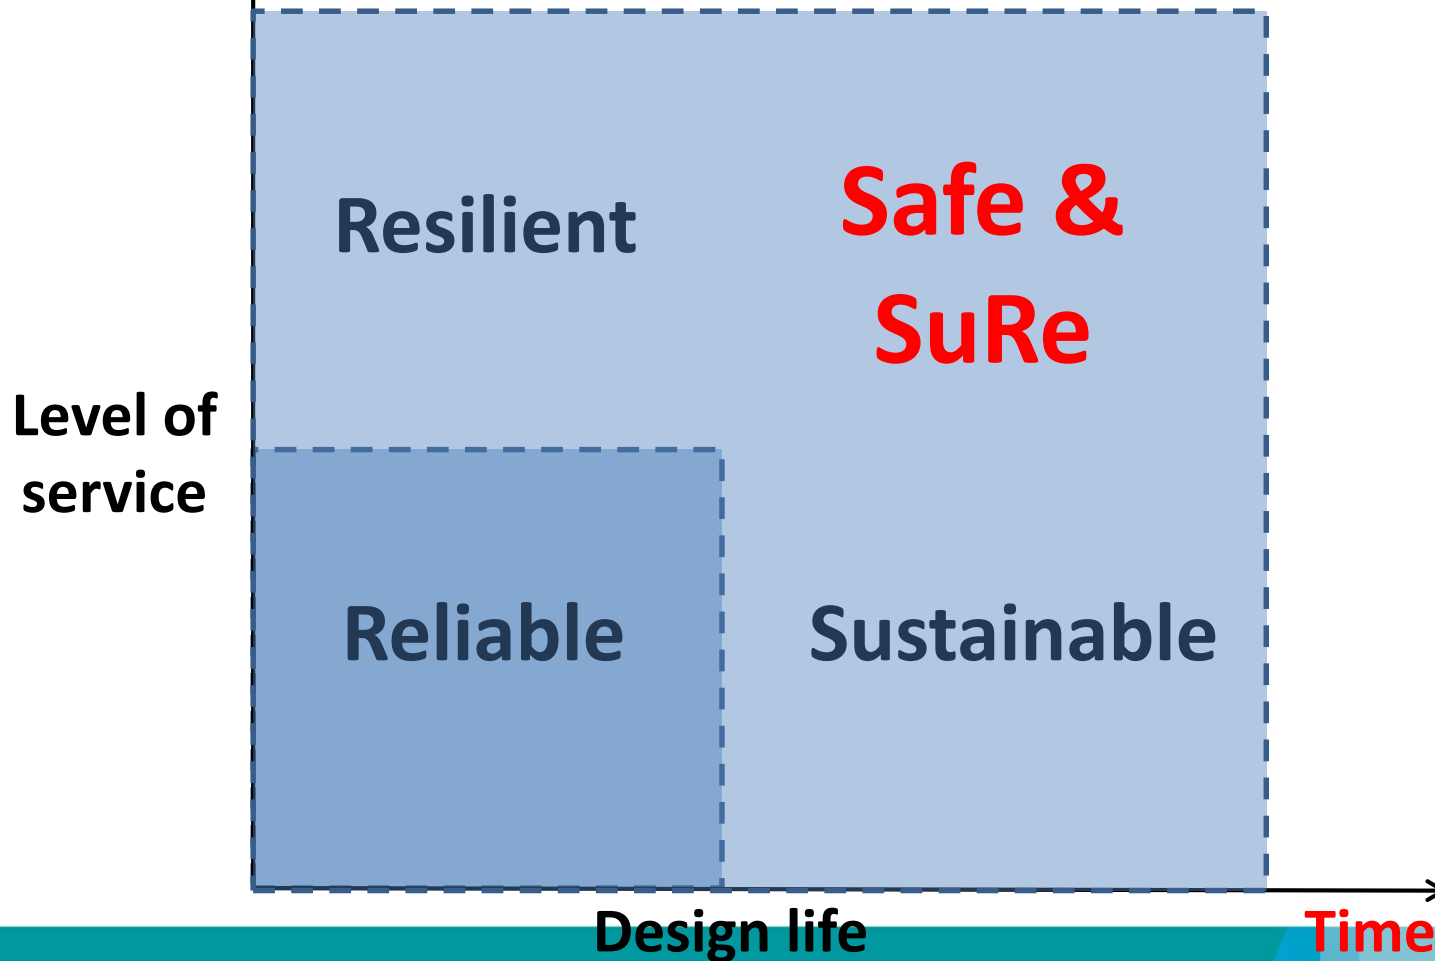 Resilient
Safe &
SuRe
Level of
service
Reliable
Sustainable
Design life
Time